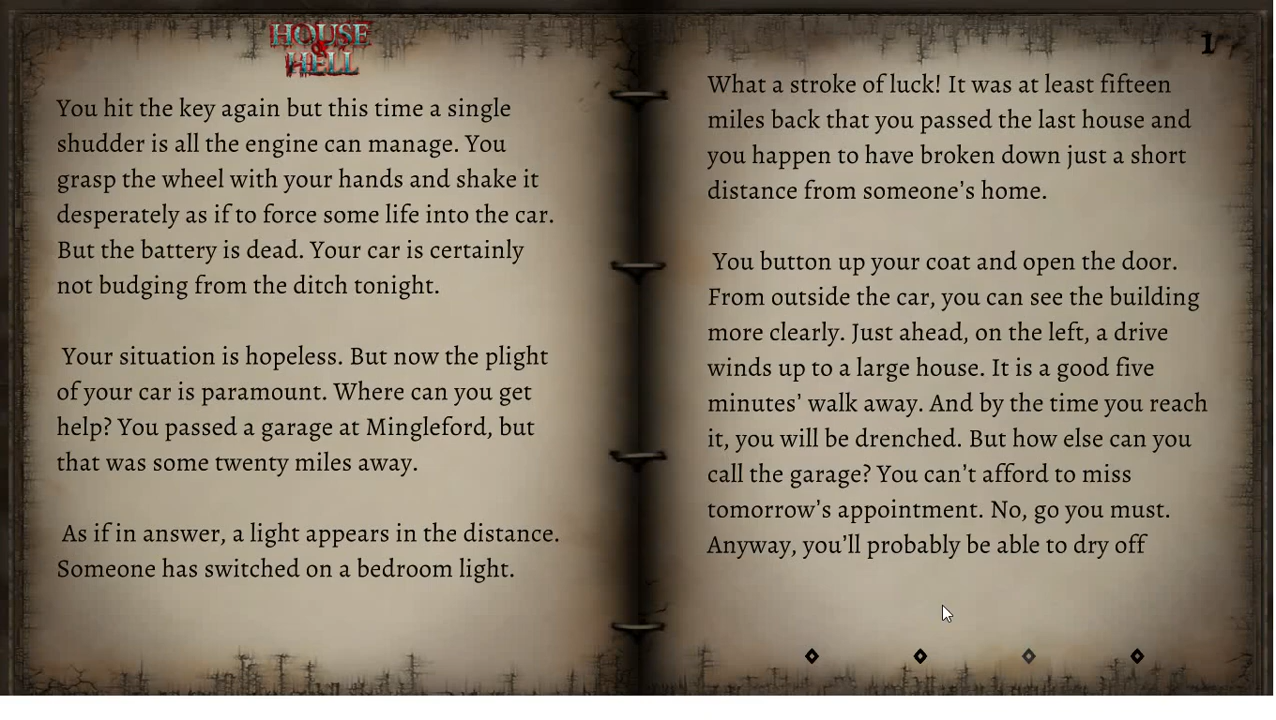 HOUSE
&
HELL
You hit the key again but this time a single
shudder is all the engine can manage. You
grasp the wheel with your hands and shake it
desperately as if to force some life into the car.
But the battery is dead. Your car is certainly
not budging from the ditch tonight.
Your situation is hopeless. But now the plight
of your car is paramount. Where can you get
help? You passed a garage at Mingleford, but
that was some twenty miles away.
As if in answer, a light appears in the distance.
Someone has switched on a bedroom light.
1
What a stroke of luck! It was at least fifteen
miles back that you passed the last house and
you happen to have broken down just a short
distance from someone’s home.
You button up your coat and open the door.
From outside the car, you can see the building
more clearly. Just ahead, on the left, a drive
winds up to a large house. It is a good five
minutes’ walk away. And by the time you reach
it, you will be drenched. But how else can you
call the garage? You can’t afford to miss
tomorrow’s appointment. No, go you must.
Anyway, you’ll probably be able to dry off